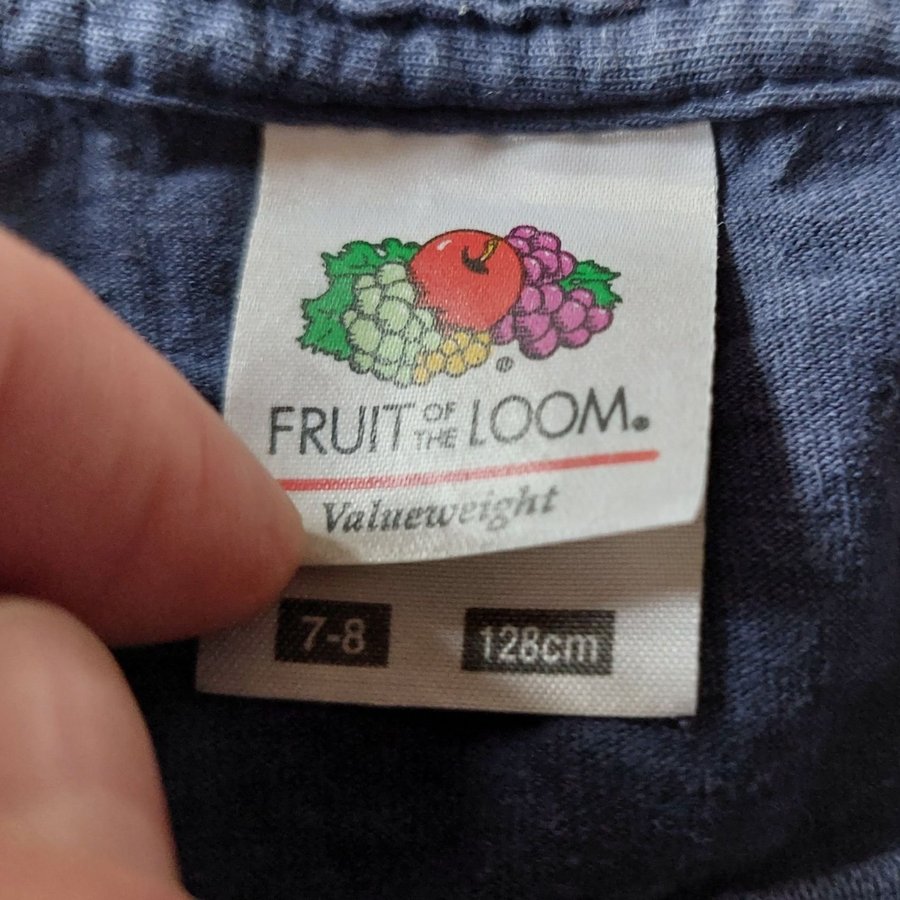 ®
FRUIT OF THE LOOM®
Valueweight
7-8 128cm